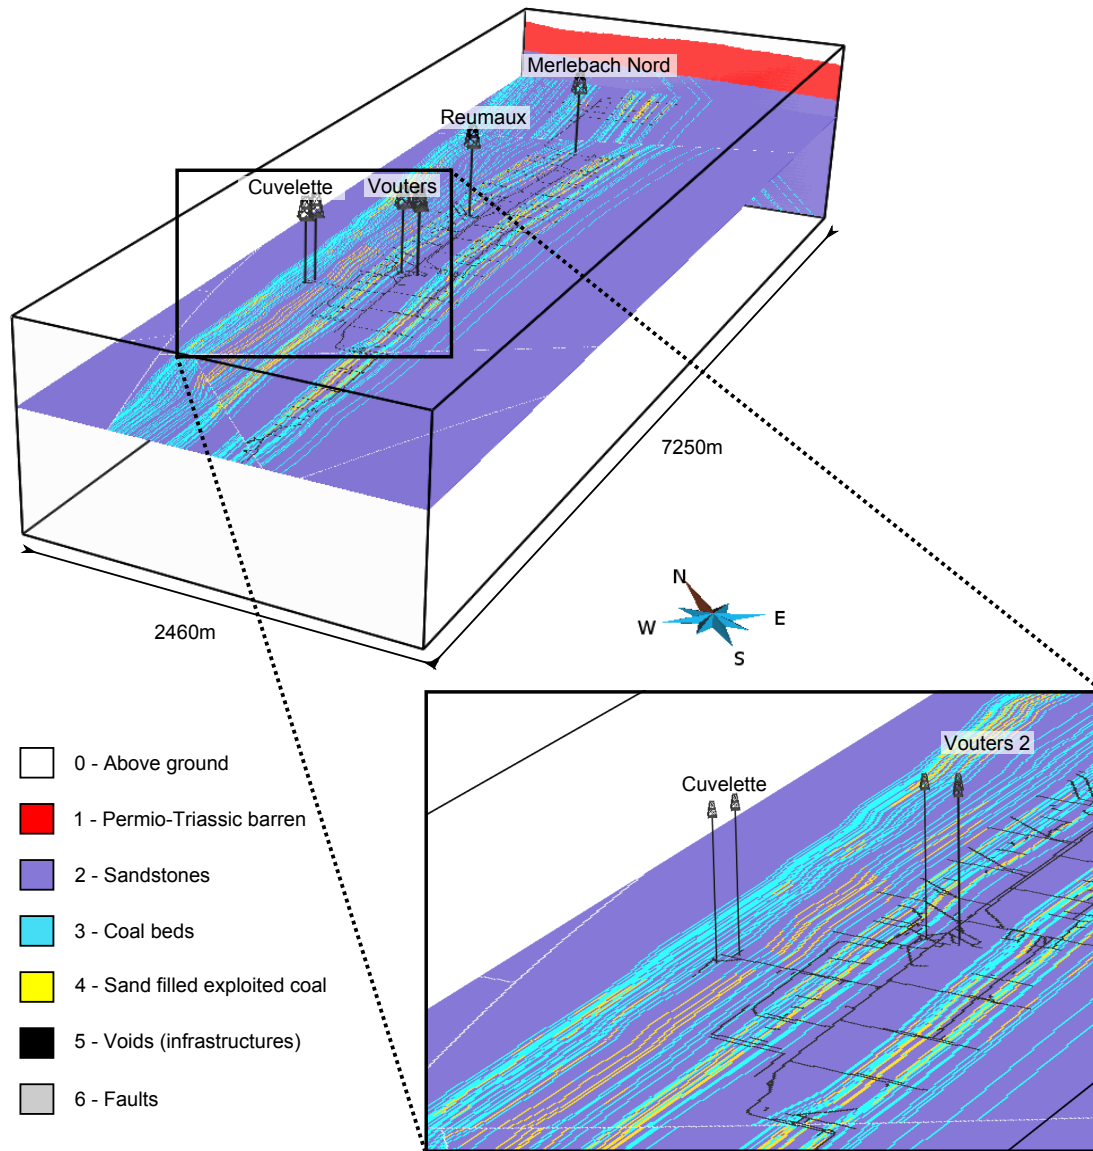 Merlebach Nord
Reumaux
Cuvelette
Vouters
7250m
2460m
N
W
E
S
0 - Above ground
1 - Permio-Triassic barren
2 - Sandstones
3 - Coal beds
4 - Sand filled exploited coal
5 - Voids (infrastructures)
6 - Faults
Vouters 2
Cuvelette